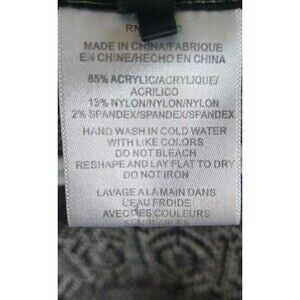 RN
MADE IN CHINA/FABRIQUE
EN CHINE/HECHO EN CHINA
85% ACRYLIC/ACRYLIQUE/
ACRILICO
13% NYLON/NYLON/NYLON
2% SPANDEX/SPANDEX/SPANDEX
HAND WASH IN COLD WATER
WITH LIKE COLORS
DO NOT BLEACH
RESHAPE AND LAY FLAT TO DRY
DO NOT IRON
LAVAGE A LA MAIN DANS
L'EAU FROIDE
AVEC DES COULEURS